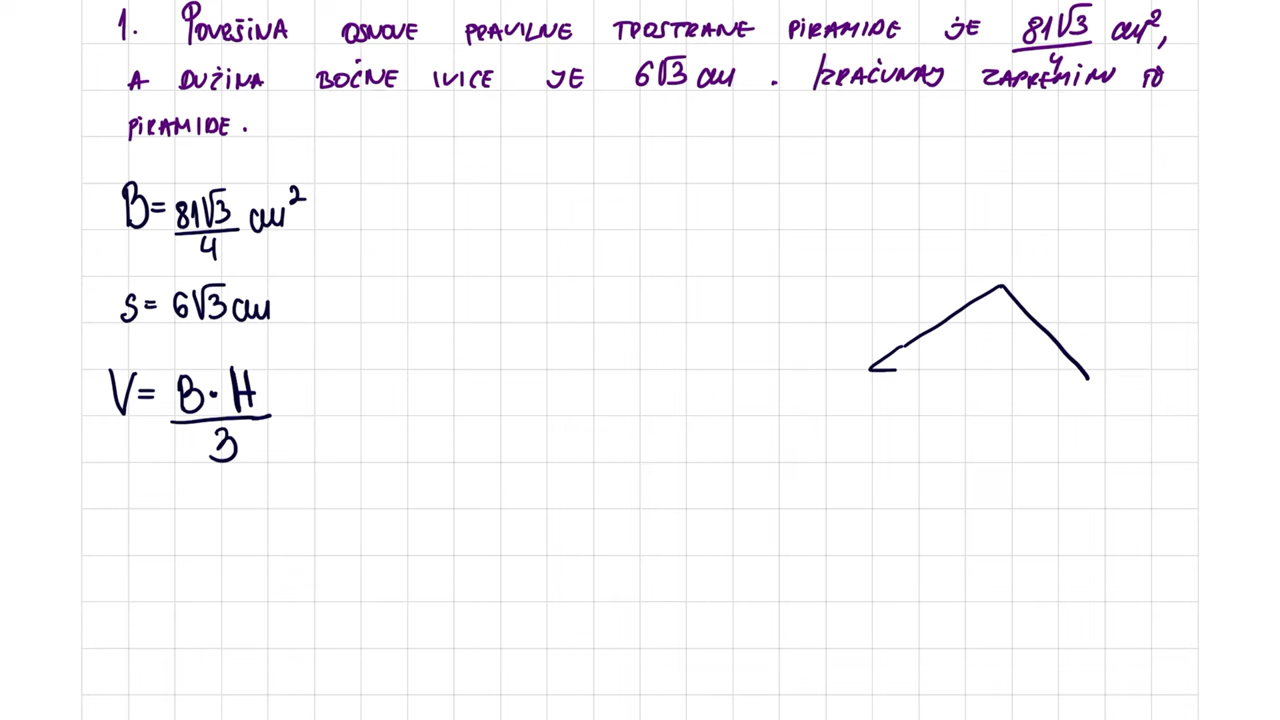 1. Površina osnove pravilne trostrane piramide je 81√3/4 cm²,
a dužina bočne ivice je 6√3 cm. Izračunaj zapreminu te
piramide.
B = 81√3/4 cm²
s = 6√3 cm
V = B·H/3